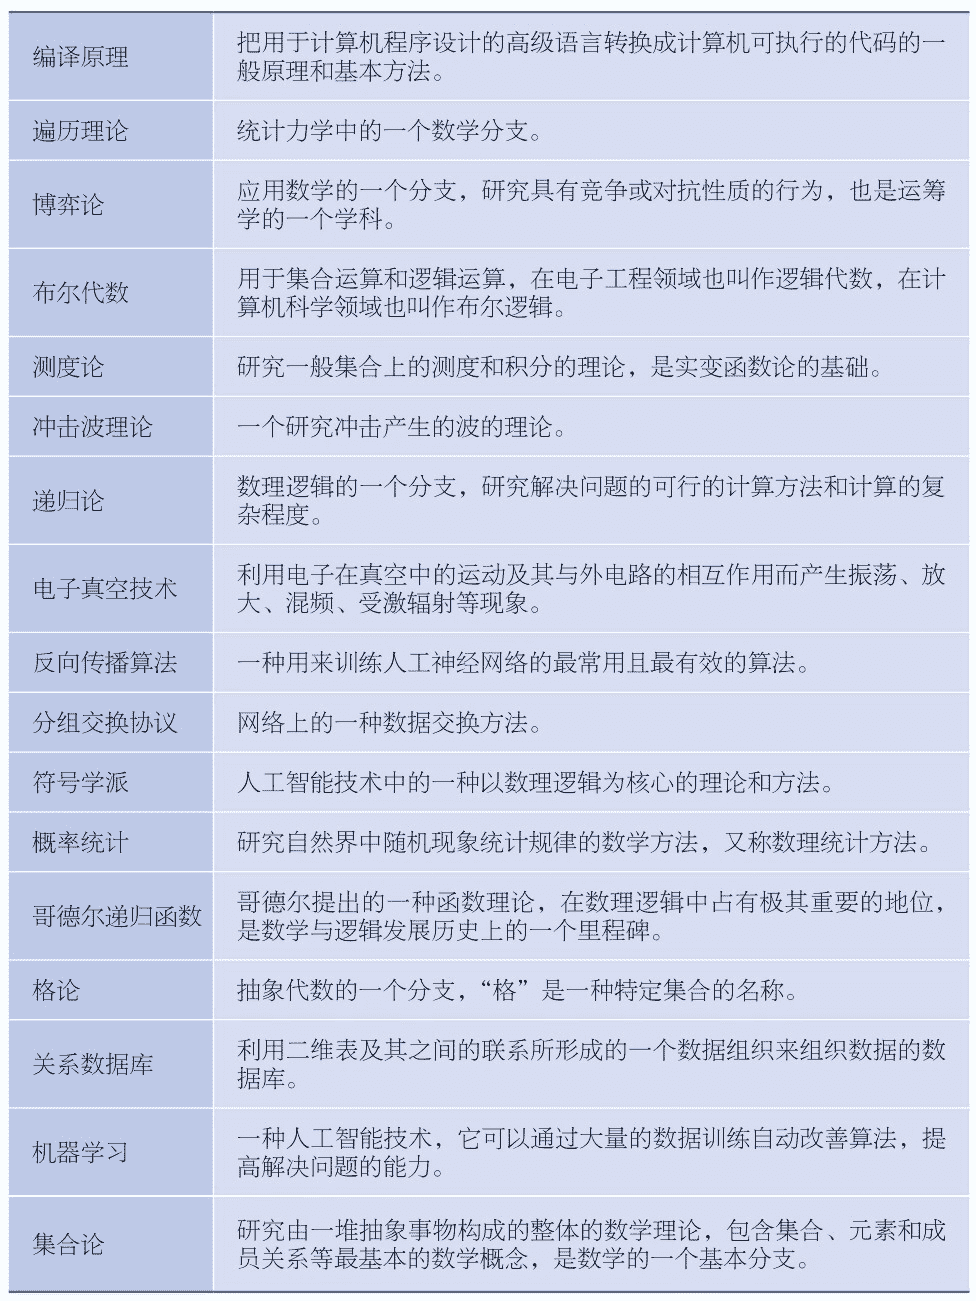 编译原理
把用于计算机程序设计的高级语言转换成计算机可执行的代码的一
般原理和基本方法。
遍历理论
统计力学中的一个数学分支。
博弈论
应用数学的一个分支，研究具有竞争或对抗性质的行为，也是运筹
学的一个学科。
布尔代数
用于集合运算和逻辑运算，在电子工程领域也叫作逻辑代数，在计
算机科学领域也叫作布尔逻辑。
测度论
研究一般集合上的测度和积分的理论，是实变函数论的基础。
冲击波理论
一个研究冲击产生的波的理论。
递归论
数理逻辑的一个分支，研究解决问题的可行的计算方法和计算的复
杂程度。
电子真空技术
利用电子在真空中的运动及其与外电路的相互作用而产生振荡、放
大、混频、受激辐射等现象。
反向传播算法
一种用来训练人工神经网络的最常用且最有效的算法。
分组交换协议
网络上的一种数据交换方法。
符号学派
人工智能技术中的一种以数理逻辑为核心的理论和方法。
概率统计
研究自然界中随机现象统计规律的数学方法，又称数理统计方法。
哥德尔递归函数
哥德尔提出的一种函数理论，在数理逻辑中占有极其重要的地位，
是数学与逻辑发展历史上的一个里程碑。
格论
抽象代数的一个分支，“格”是一种特定集合的名称。
关系数据库
利用二维表及其之间的联系所形成的一个数据组织来组织数据的数
据库。
机器学习
一种人工智能技术，它可以通过大量的数据训练自动改善算法，提
高解决问题的能力。
集合论
研究由一堆抽象事物构成的整体的数学理论，包含集合、元素和成
员关系等最基本的数学概念，是数学的一个基本分支。